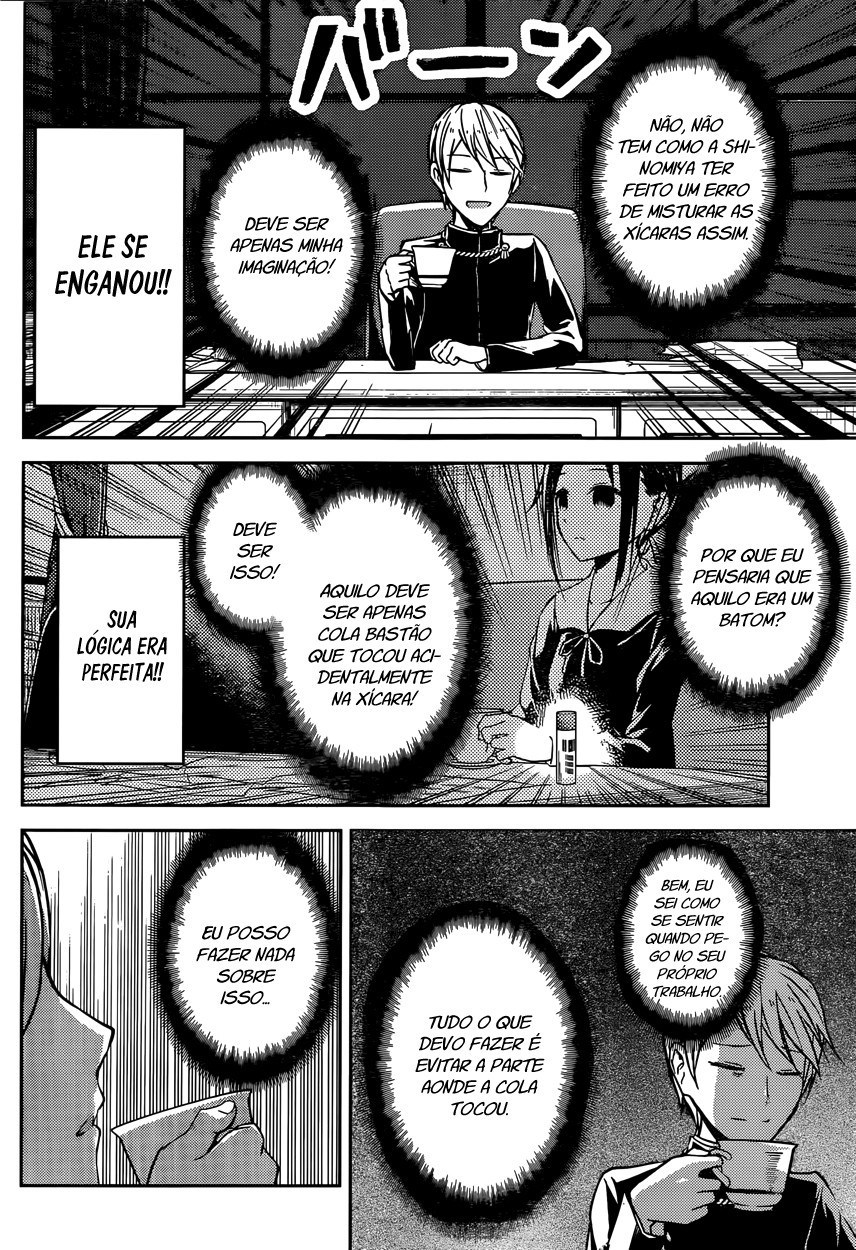 バーン
NÃO, NÃO
TEM COMO A SHI-
NOMIYA TER
FEITO UM ERRO
DE MISTURAR AS
XÍCARAS ASSIM.
DEVE SER
APENAS MINHA
IMAGINAÇÃO!
ELE SE
ENGANOU!!
POR QUE EU
PENSARIA QUE
AQUILO ERA UM
BATOM?
AQUILO DEVE
SER APENAS
COLA BASTÃO
QUE TOCOU ACI-
DENTALMENTE
NA XÍCARA!
DEVE
SER
ISSO!
SUA
LÓGICA ERA
PERFEITA!!
BEM, EU
SEI COMO
SE SENTIR
QUANDO PE-
GO NO SEU
PRÓPRIO
TRABALHO
TUDO O QUE
DEVO FAZER É
EVITAR A PARTE
AONDE A COLA
TOCOU.
EU POSSO
FAZER NADA
SOBRE
ISSO...